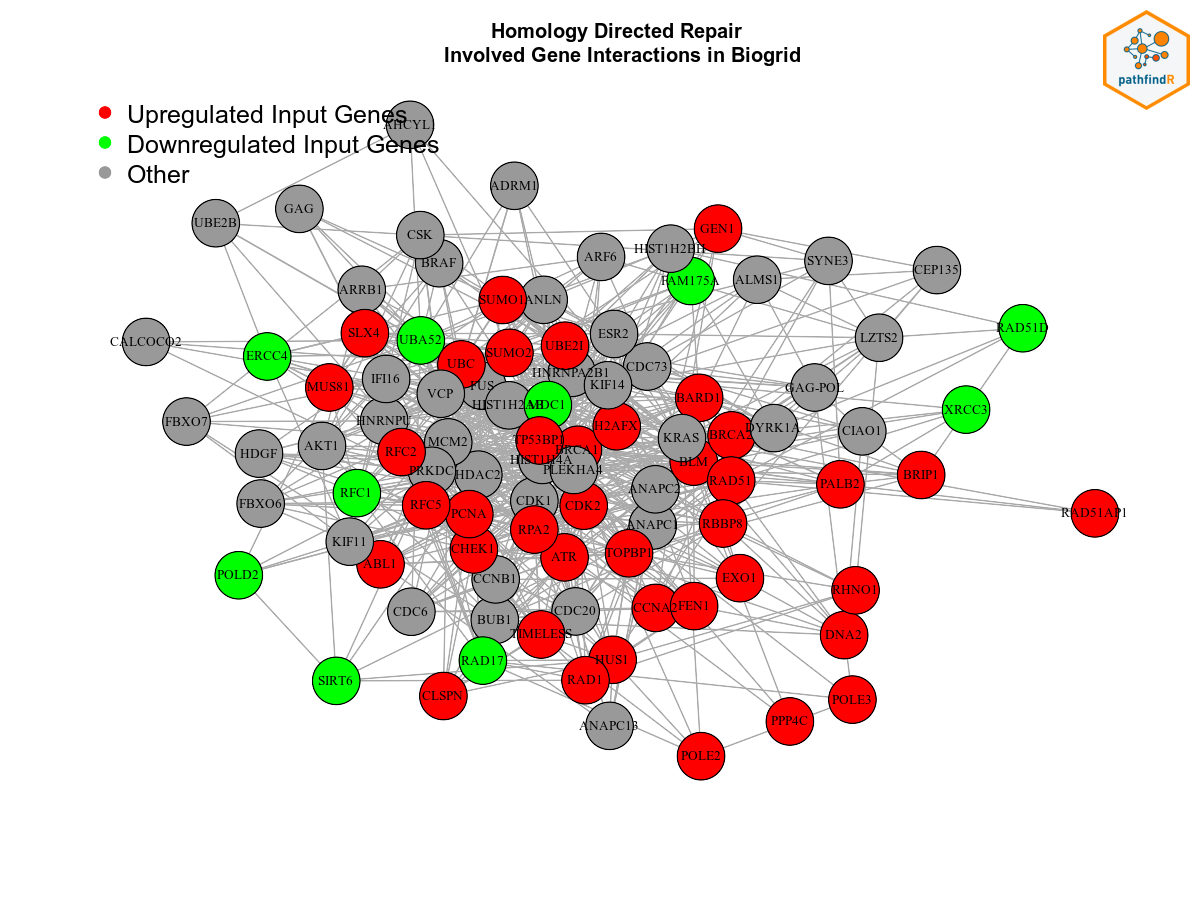 Homology Directed Repair
Involved Gene Interactions in Biogrid
pathfindR
Upregulated Input Genes
Downregulated Input Genes
Other
ADRM1
GAG
UBE2B
GEN1
CSK
HIST1H2BH
ARF6
BRAF
SYNE3
CEP135
FAM175A
ALMS1
ARRB1
SUMO1
ANLN
RAD51D
SLX4
UBA52
ESR2
LZTS2
CALCOCO2
UBE2I
SUMO2
ERCC4
UBC
CDC73
HNRNPA2B1
IFI16
MUS81
FUS
KIF14
GAG-POL
VCP
BARD1
MDC1
XRCC3
FBXO7
HNRNPU
H2AFX
DYRK1A
CIAO1
BRCA2
KRAS
TP53BP1
MCM2
AKT1
BRCA1
RFC2
HDGF
HIST1H4A
BLM
PLEKHA4
PRKDC
HDAC2
BRIP1
RAD51
PALB2
ANAPC2
RFC1
CDK1
FBXO6
RFC5
CDK2
PCNA
RAD51AP1
RBBP8
ANAPC1
RPA2
KIF11
CHEK1
TOPBP1
ATR
ABL1
POLD2
CCNB1
EXO1
RHNO1
FEN1
CCNA2
CDC6
CDC20
BUB1
TIMELESS
DNA2
RAD17
HUS1
RAD1
SIRT6
CLSPN
POLE3
PPP4C
ANAPC13
POLE2